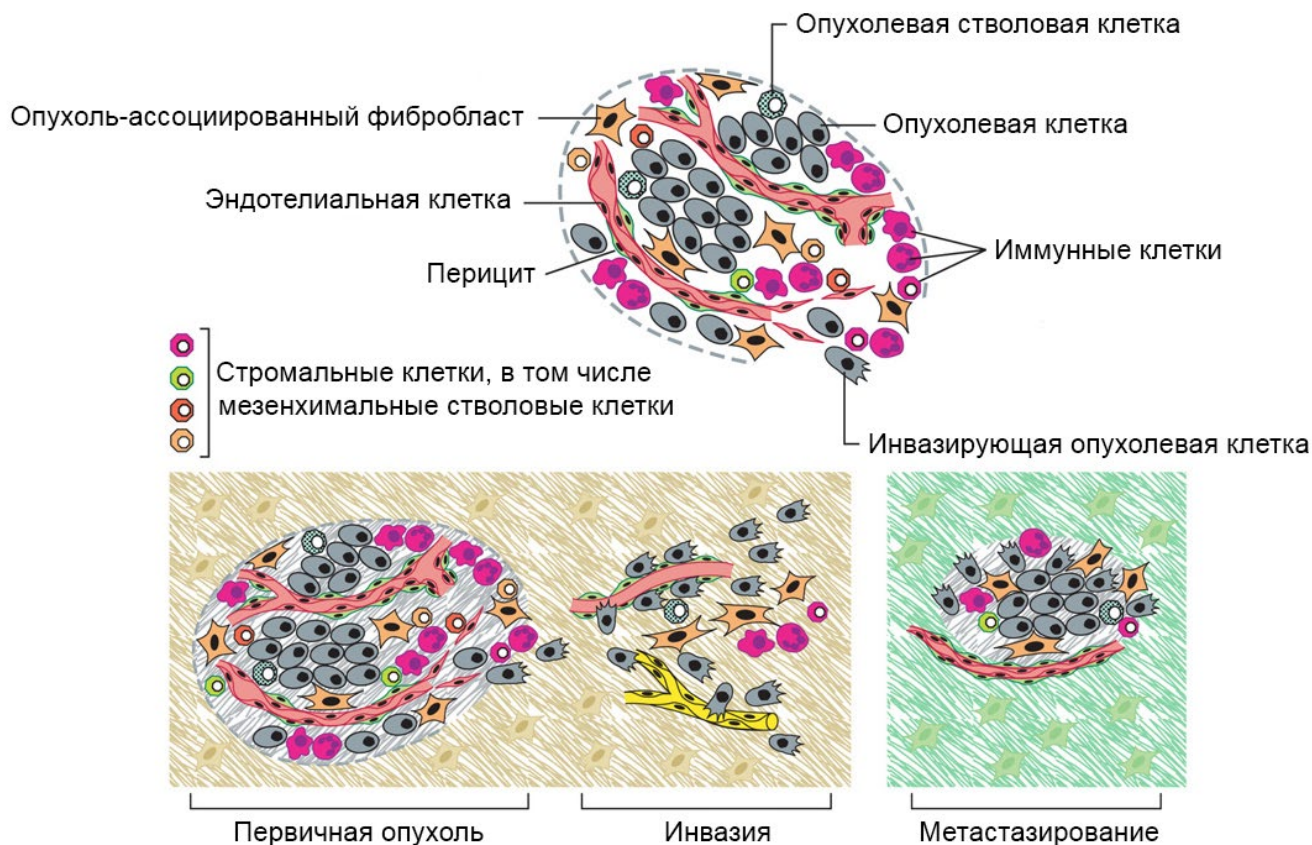 Опухолевая стволовая клетка
Опухоль-ассоциированный фибробласт
Опухолевая клетка
Эндотелиальная клетка
Иммунные клетки
Перицит
Стромальные клетки, в том числе
мезенхимальные стволовые клетки
Инвазирующая опухолевая клетка
Первичная опухоль
Инвазия
Метастазирование